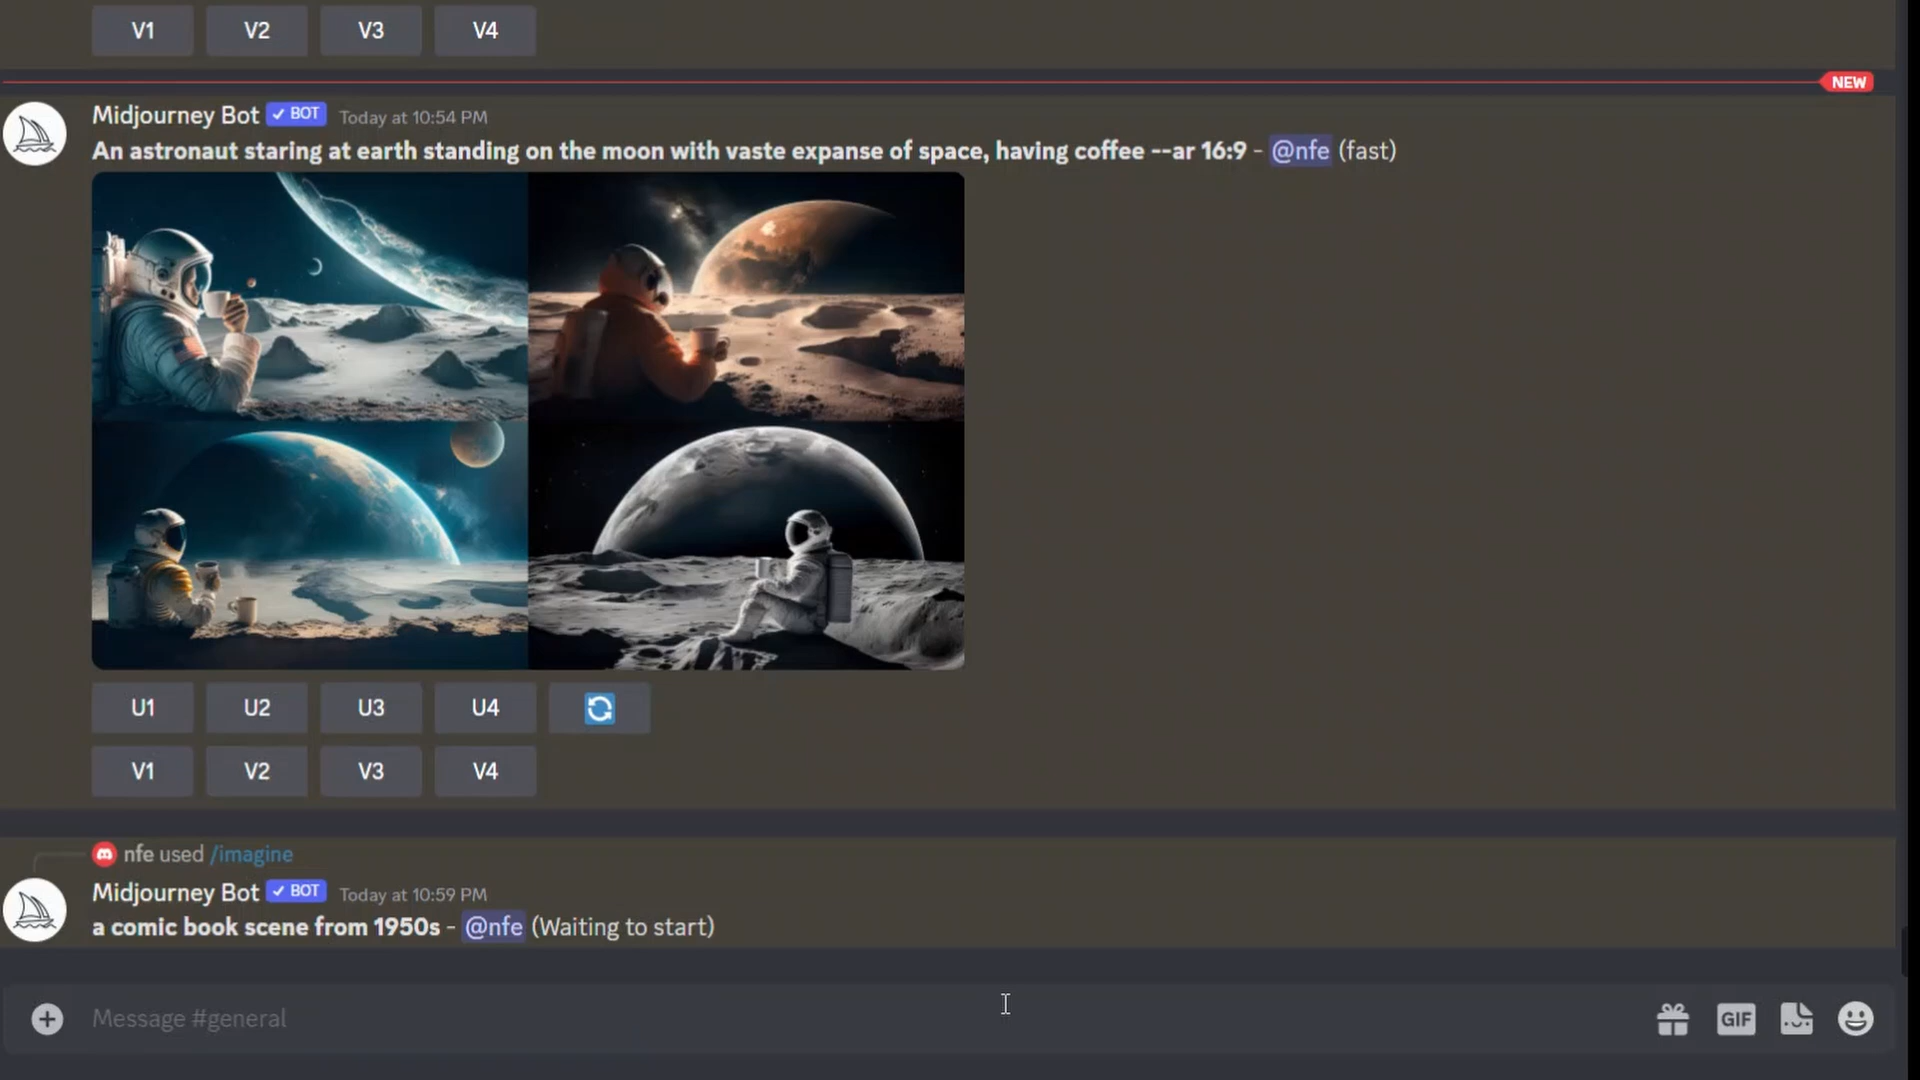 V1 V2 V3 V4
NEW
Midjourney Bot ✓ BOT Today at 10:54 PM
An astronaut staring at earth standing on the moon with vaste expanse of space, having coffee --ar 16:9 - @nfe (fast)
U1 U2 U3 U4
V1 V2 V3 V4
nfe used /imagine
Midjourney Bot ✓ BOT Today at 10:59 PM
a comic book scene from 1950s - @nfe (Waiting to start)
Message #general GIF